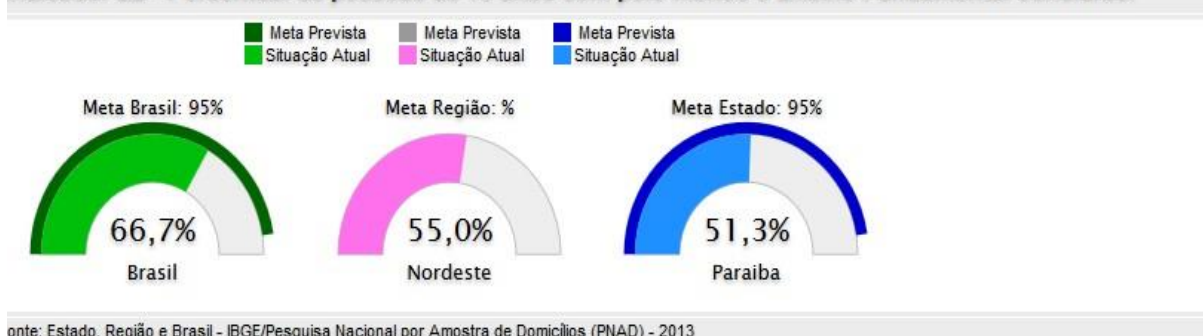 Meta Prevista Meta Prevista Meta Prevista
Situação Atual Situação Atual Situação Atual
Meta Brasil: 95% Meta Região: % Meta Estado: 95%
66,7% 55,0% 51,3%
Brasil Nordeste Paraiba
onte: Estado, Região e Brasil - IBGE/Pesquisa Nacional por Amostra de Domicílios (PNAD) - 2013